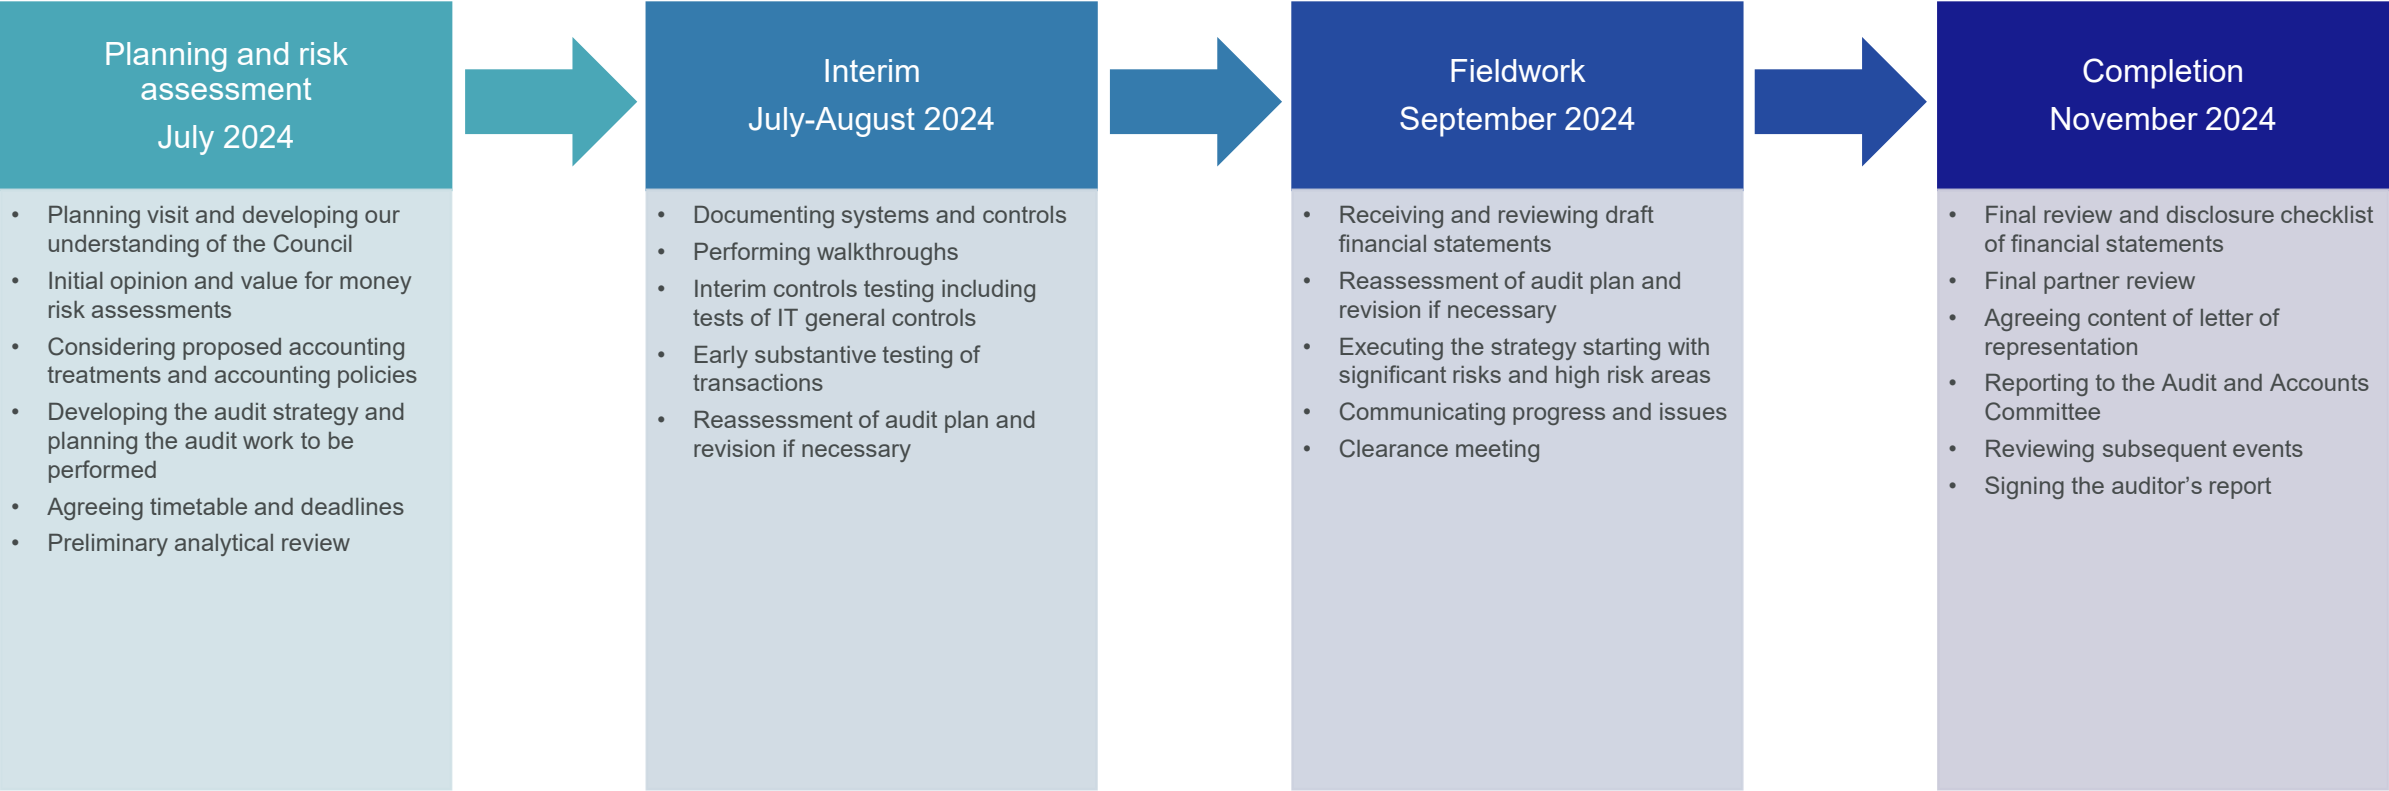 Planning and risk
assessment
July 2024
• Planning visit and developing our
understanding of the Council
• Initial opinion and value for money
risk assessments
• Considering proposed accounting
treatments and accounting policies
• Developing the audit strategy and
planning the audit work to be
performed
• Agreeing timetable and deadlines
• Preliminary analytical review
Interim
July-August 2024
• Documenting systems and controls
• Performing walkthroughs
• Interim controls testing including
tests of IT general controls
• Early substantive testing of
transactions
• Reassessment of audit plan and
revision if necessary
Fieldwork
September 2024
• Receiving and reviewing draft
financial statements
• Reassessment of audit plan and
revision if necessary
• Executing the strategy starting with
significant risks and high risk areas
• Communicating progress and issues
• Clearance meeting
Completion
November 2024
• Final review and disclosure checklist
of financial statements
• Final partner review
• Agreeing content of letter of
representation
• Reporting to the Audit and Accounts
Committee
• Reviewing subsequent events
• Signing the auditor’s report